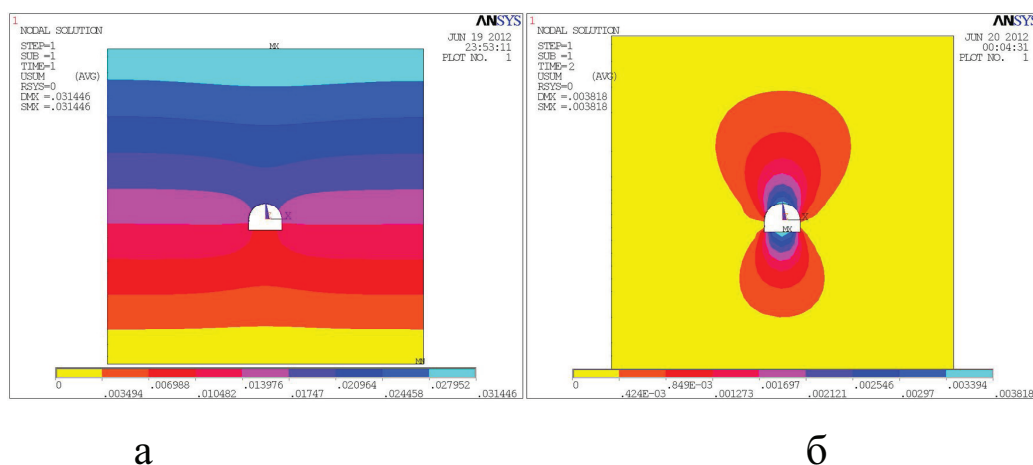 1
ANSYS
NODAL SOLUTION
JUN 19 2012
23:53:11
PLOT NO. 1
STEP=1
SUB =1
TIME=1
USUM (AVG)
RSYS=0
DMX =.031446
SMX =.031446
MX
X
MN
0 .006988 .013976 .020964 .027952
.003494 .010482 .01747 .024458 .031446
а
1
ANSYS
NODAL SOLUTION
JUN 20 2012
00:04:31
PLOT NO. 1
STEP=1
SUB =1
TIME=2
USUM (AVG)
RSYS=0
DMX =.003818
SMX =.003818
X
MX
0 .849E-03 .001697 .002546 .003394
.424E-03 .001273 .002121 .00297 .003818
б